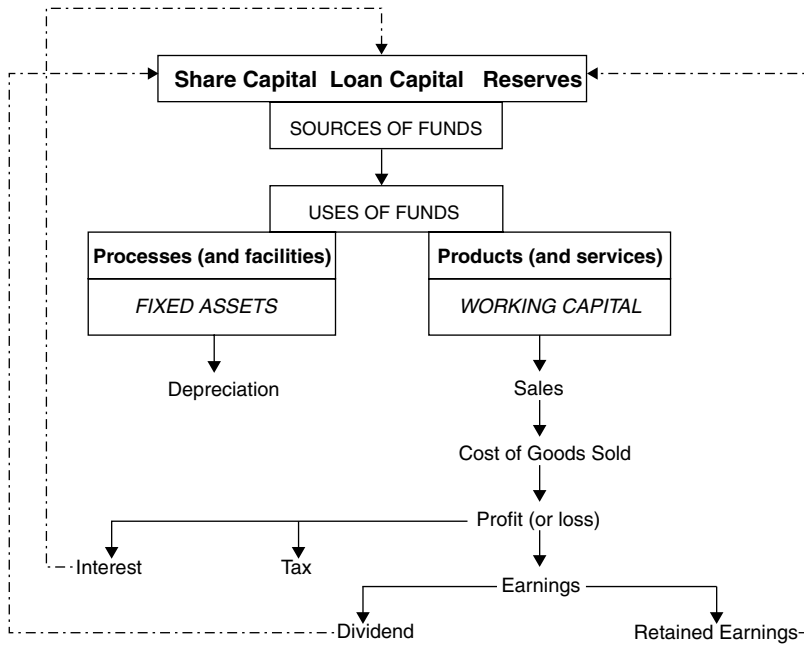 Share Capital Loan Capital Reserves
SOURCES OF FUNDS
USES OF FUNDS
Processes (and facilities)
Products (and services)
FIXED ASSETS
WORKING CAPITAL
Depreciation
Sales
Cost of Goods Sold
Profit (or loss)
Interest
Tax
Earnings
Dividend
Retained Earnings